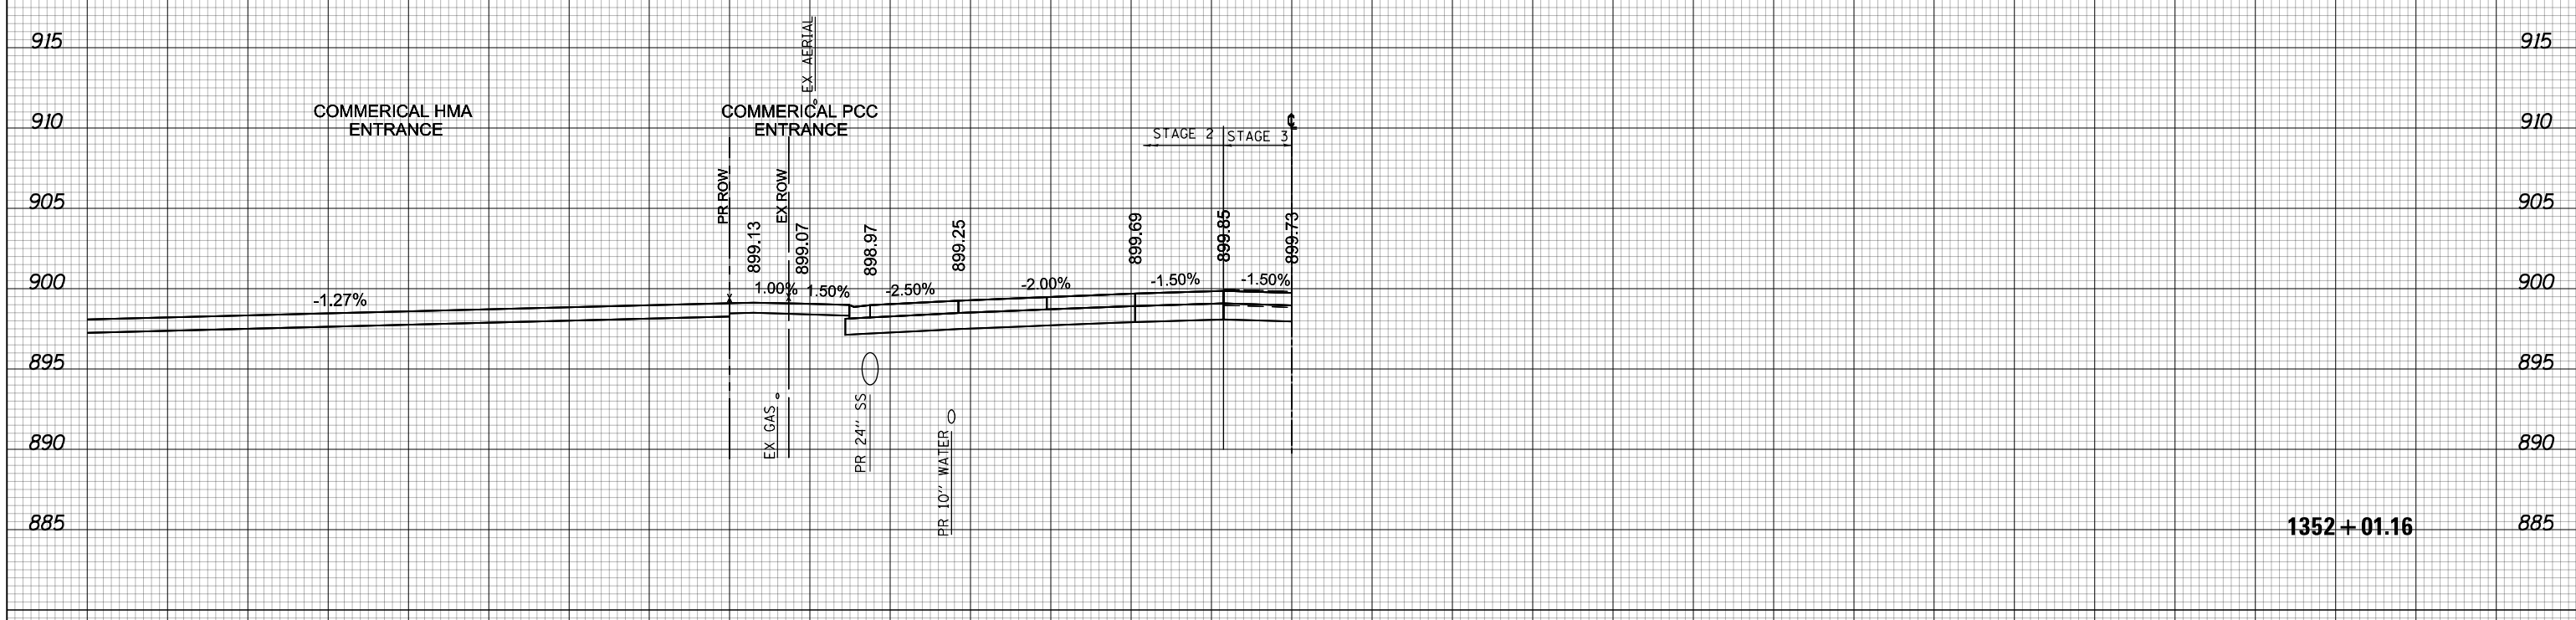 EX AERIAL
915
915
COMMERICAL HMA
ENTRANCE
COMMERICAL PCC
ENTRANCE
910
910
℄
STAGE 2
STAGE 3
PR ROW
EX ROW
905
905
899.13
899.07
898.97
899.25
899.69
899.85
899.73
900
900
-1.27%
1.00%
1.50%
-2.50%
-2.00%
-1.50%
-1.50%
895
895
EX GAS
PR 24" SS
PR 10" WATER
890
890
885
885
1352 + 01.16